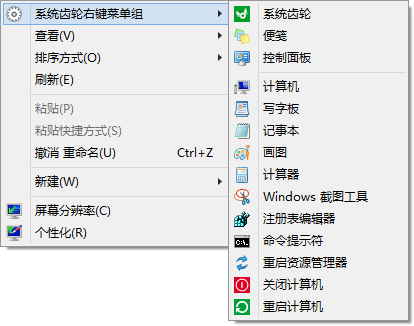 系统齿轮右键菜单组
查看(V)
排序方式(O)
刷新(E)
粘贴(P)
粘贴快捷方式(S)
撤消 重命名(U) Ctrl+Z
新建(W)
屏幕分辨率(C)
个性化(R)
系统齿轮
便笺
控制面板
计算机
写字板
记事本
画图
计算器
Windows 截图工具
注册表编辑器
命令提示符
重启资源管理器
关闭计算机
重启计算机